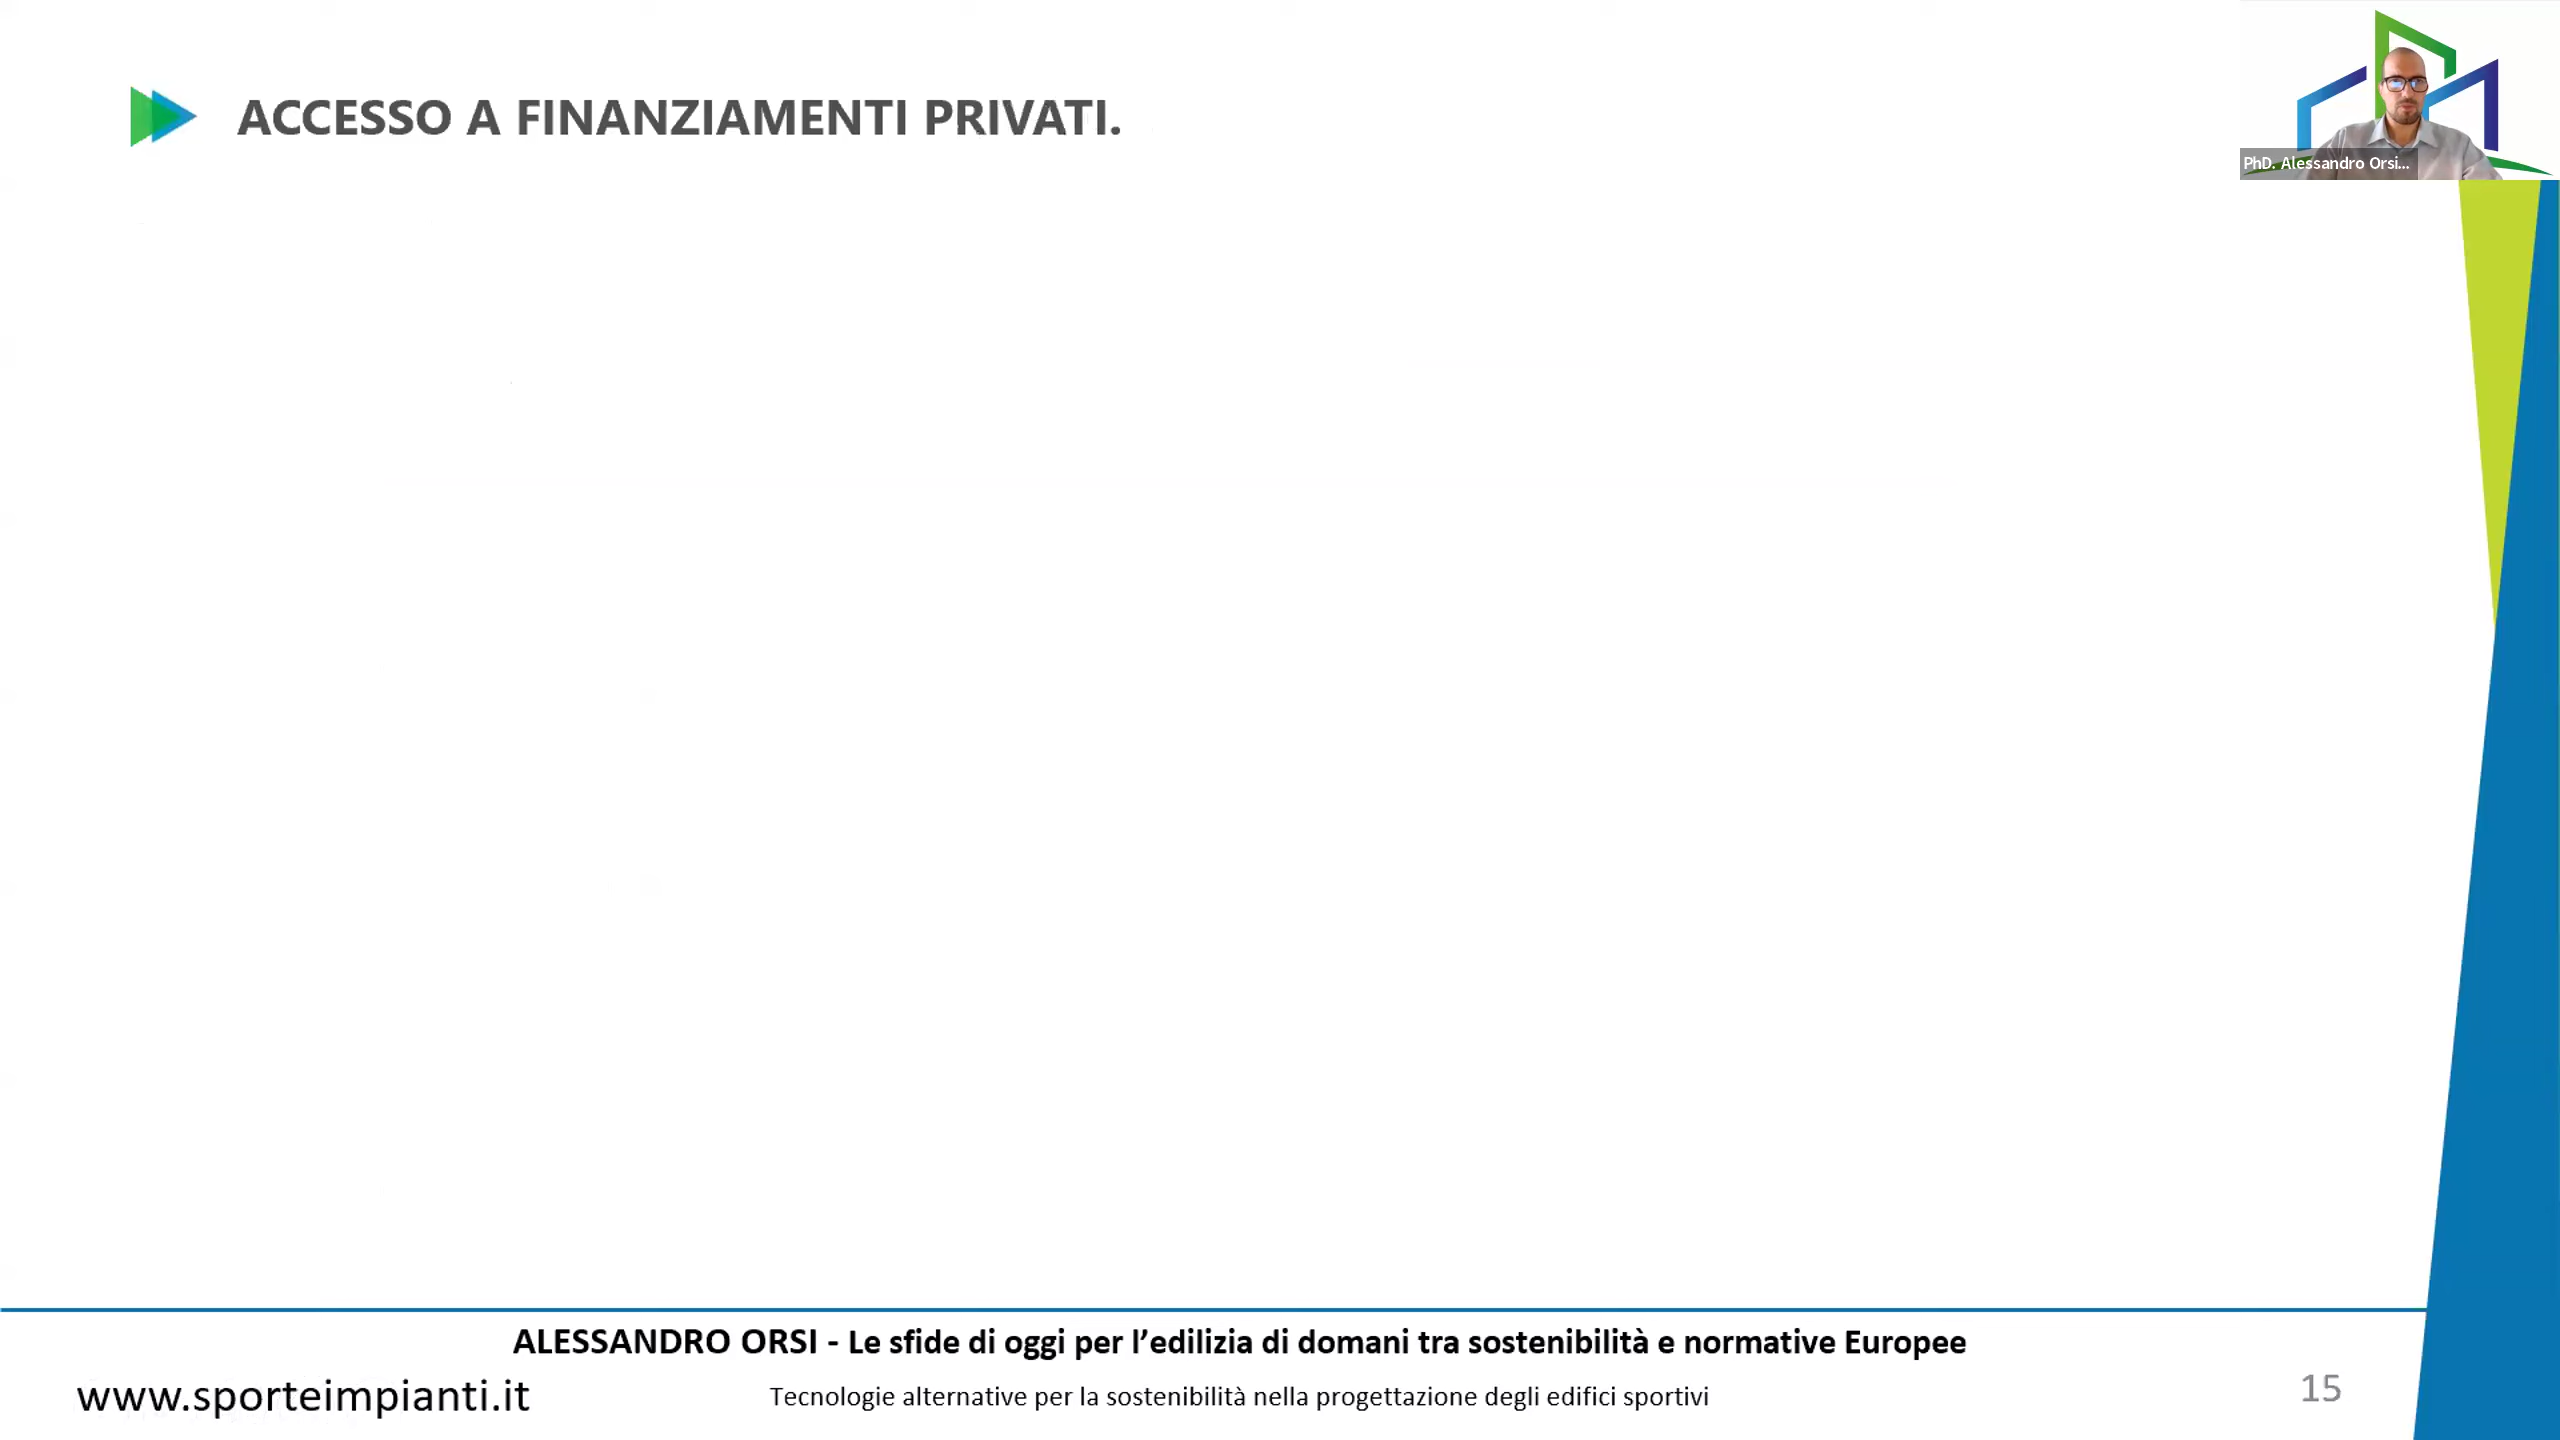 ACCESSO A FINANZIAMENTI PRIVATI.
PhD. Alessandro Orsi...
ALESSANDRO ORSI - Le sfide di oggi per l’edilizia di domani tra sostenibilità e normative Europee
www.sporteimpianti.it
Tecnologie alternative per la sostenibilità nella progettazione degli edifici sportivi
15